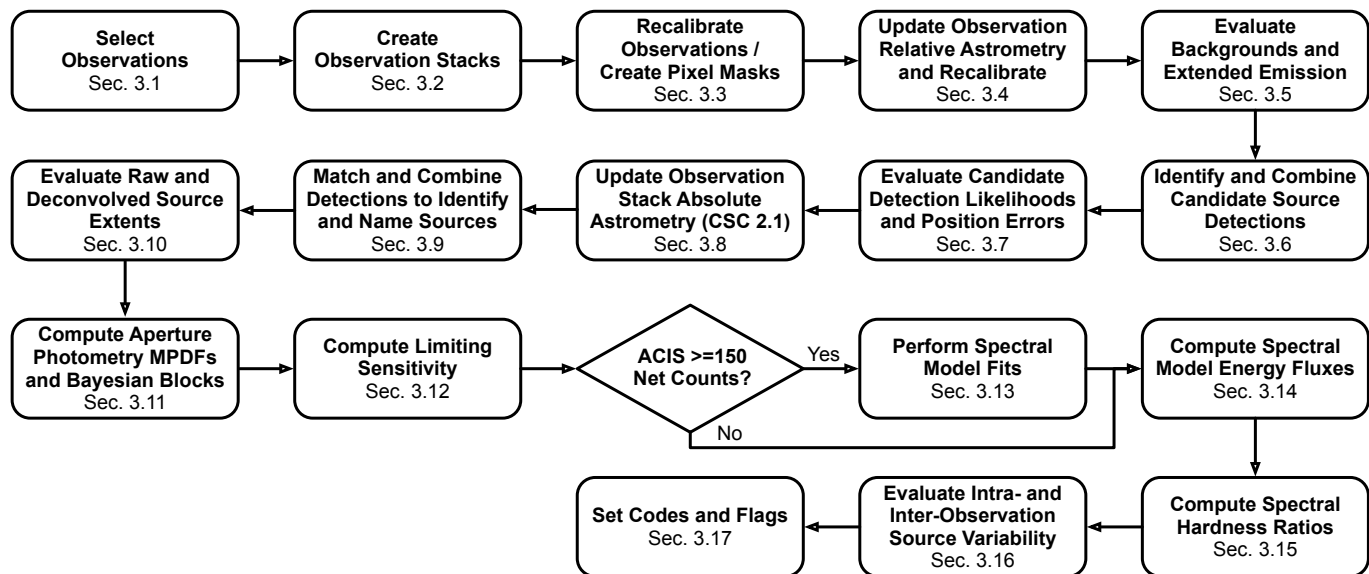 Select
Observations
Sec. 3.1
Create
Observation Stacks
Sec. 3.2
Recalibrate
Observations /
Create Pixel Masks
Sec. 3.3
Update Observation
Relative Astrometry
and Recalibrate
Sec. 3.4
Evaluate
Backgrounds and
Extended Emission
Sec. 3.5
Identify and Combine
Candidate Source
Detections
Sec. 3.6
Evaluate Candidate
Detection Likelihoods
and Position Errors
Sec. 3.7
Update Observation
Stack Absolute
Astrometry (CSC 2.1)
Sec. 3.8
Match and Combine
Detections to Identify
and Name Sources
Sec. 3.9
Evaluate Raw and
Deconvolved Source
Extents
Sec. 3.10
Compute Aperture
Photometry MPDFs
and Bayesian Blocks
Sec. 3.11
Compute Limiting
Sensitivity
Sec. 3.12
ACIS >=150
Net Counts?
Yes
No
Perform Spectral
Model Fits
Sec. 3.13
Compute Spectral
Model Energy Fluxes
Sec. 3.14
Compute Spectral
Hardness Ratios
Sec. 3.15
Evaluate Intra- and
Inter-Observation
Source Variability
Sec. 3.16
Set Codes and Flags
Sec. 3.17